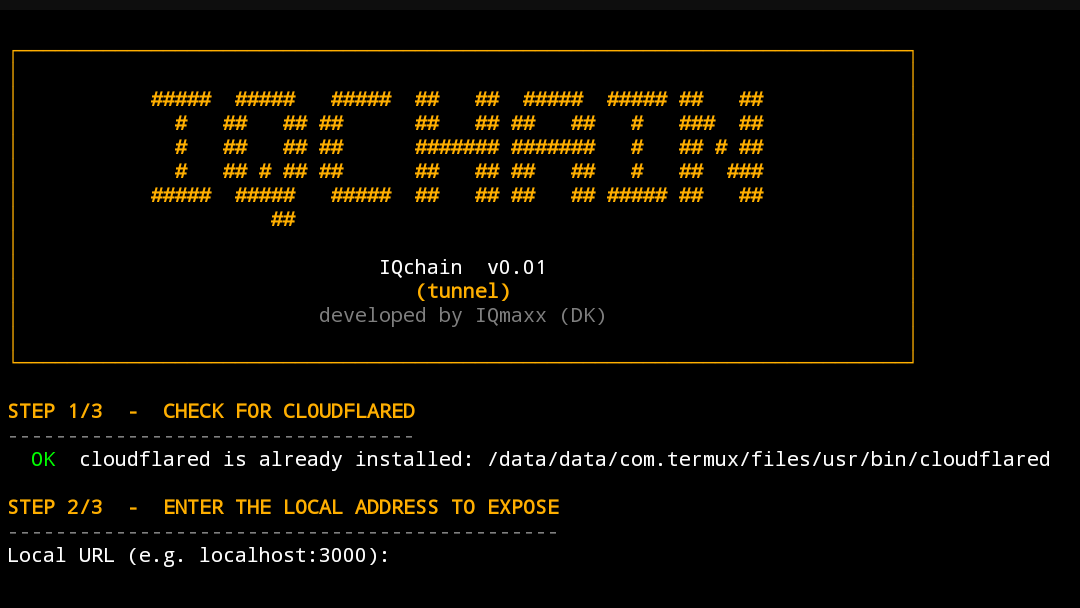 #####  #####   #####  ##   ##  #####  ##### ##   ##
  #   ##   ## ##      ##   ## ##   ##   #   ###  ##
  #   ##   ## ##      ####### #######   #   ## # ##
  #   ## # ## ##      ##   ## ##   ##   #   ##  ###
#####  #####   #####  ##   ## ##   ## ##### ##   ##
          ##
IQchain  v0.01
(tunnel)
developed by IQmaxx (DK)
STEP 1/3  -  CHECK FOR CLOUDFLARED
----------------------------------
OK  cloudflared is already installed: /data/data/com.termux/files/usr/bin/cloudflared
STEP 2/3  -  ENTER THE LOCAL ADDRESS TO EXPOSE
----------------------------------------------
Local URL (e.g. localhost:3000):